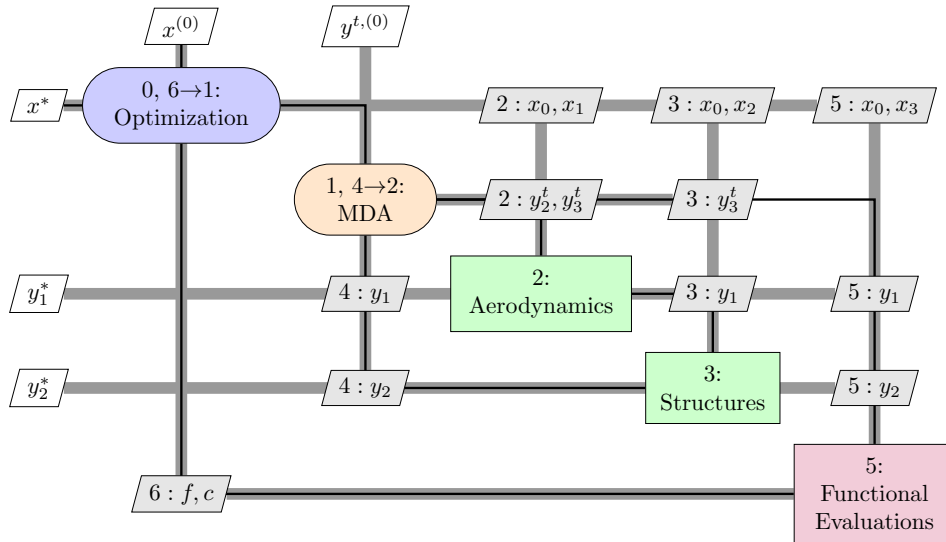 x^{(0)}
y^{t,(0)}
x*
0, 6→1:
Optimization
2 : x_0, x_1
3 : x_0, x_2
5 : x_0, x_3
1, 4→2:
MDA
2 : y_2^t, y_3^t
3 : y_3^t
y_1^*
4 : y_1
2:
Aerodynamics
3 : y_1
5 : y_1
y_2^*
4 : y_2
3:
Structures
5 : y_2
6 : f, c
5:
Functional
Evaluations